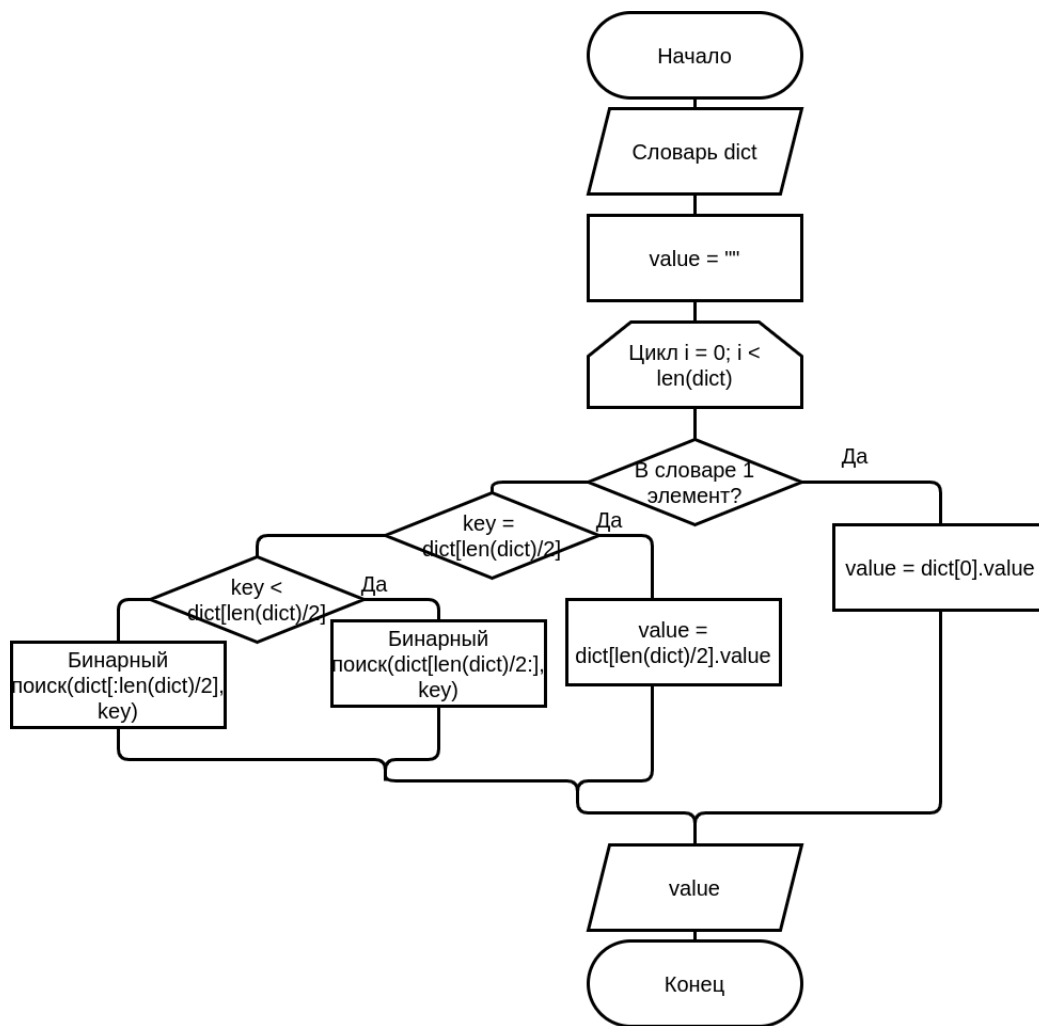 Начало
Словарь dict
value = ""
Цикл i = 0; i <
len(dict)
В словаре 1
элемент?
Да
key =
dict[len(dict)/2]
Да
value = dict[0].value
key <
dict[len(dict)/2]
Да
value =
dict[len(dict)/2].value
Бинарный
поиск(dict[:len(dict)/2],
key)
Бинарный
поиск(dict[len(dict)/2:],
key)
value
Конец